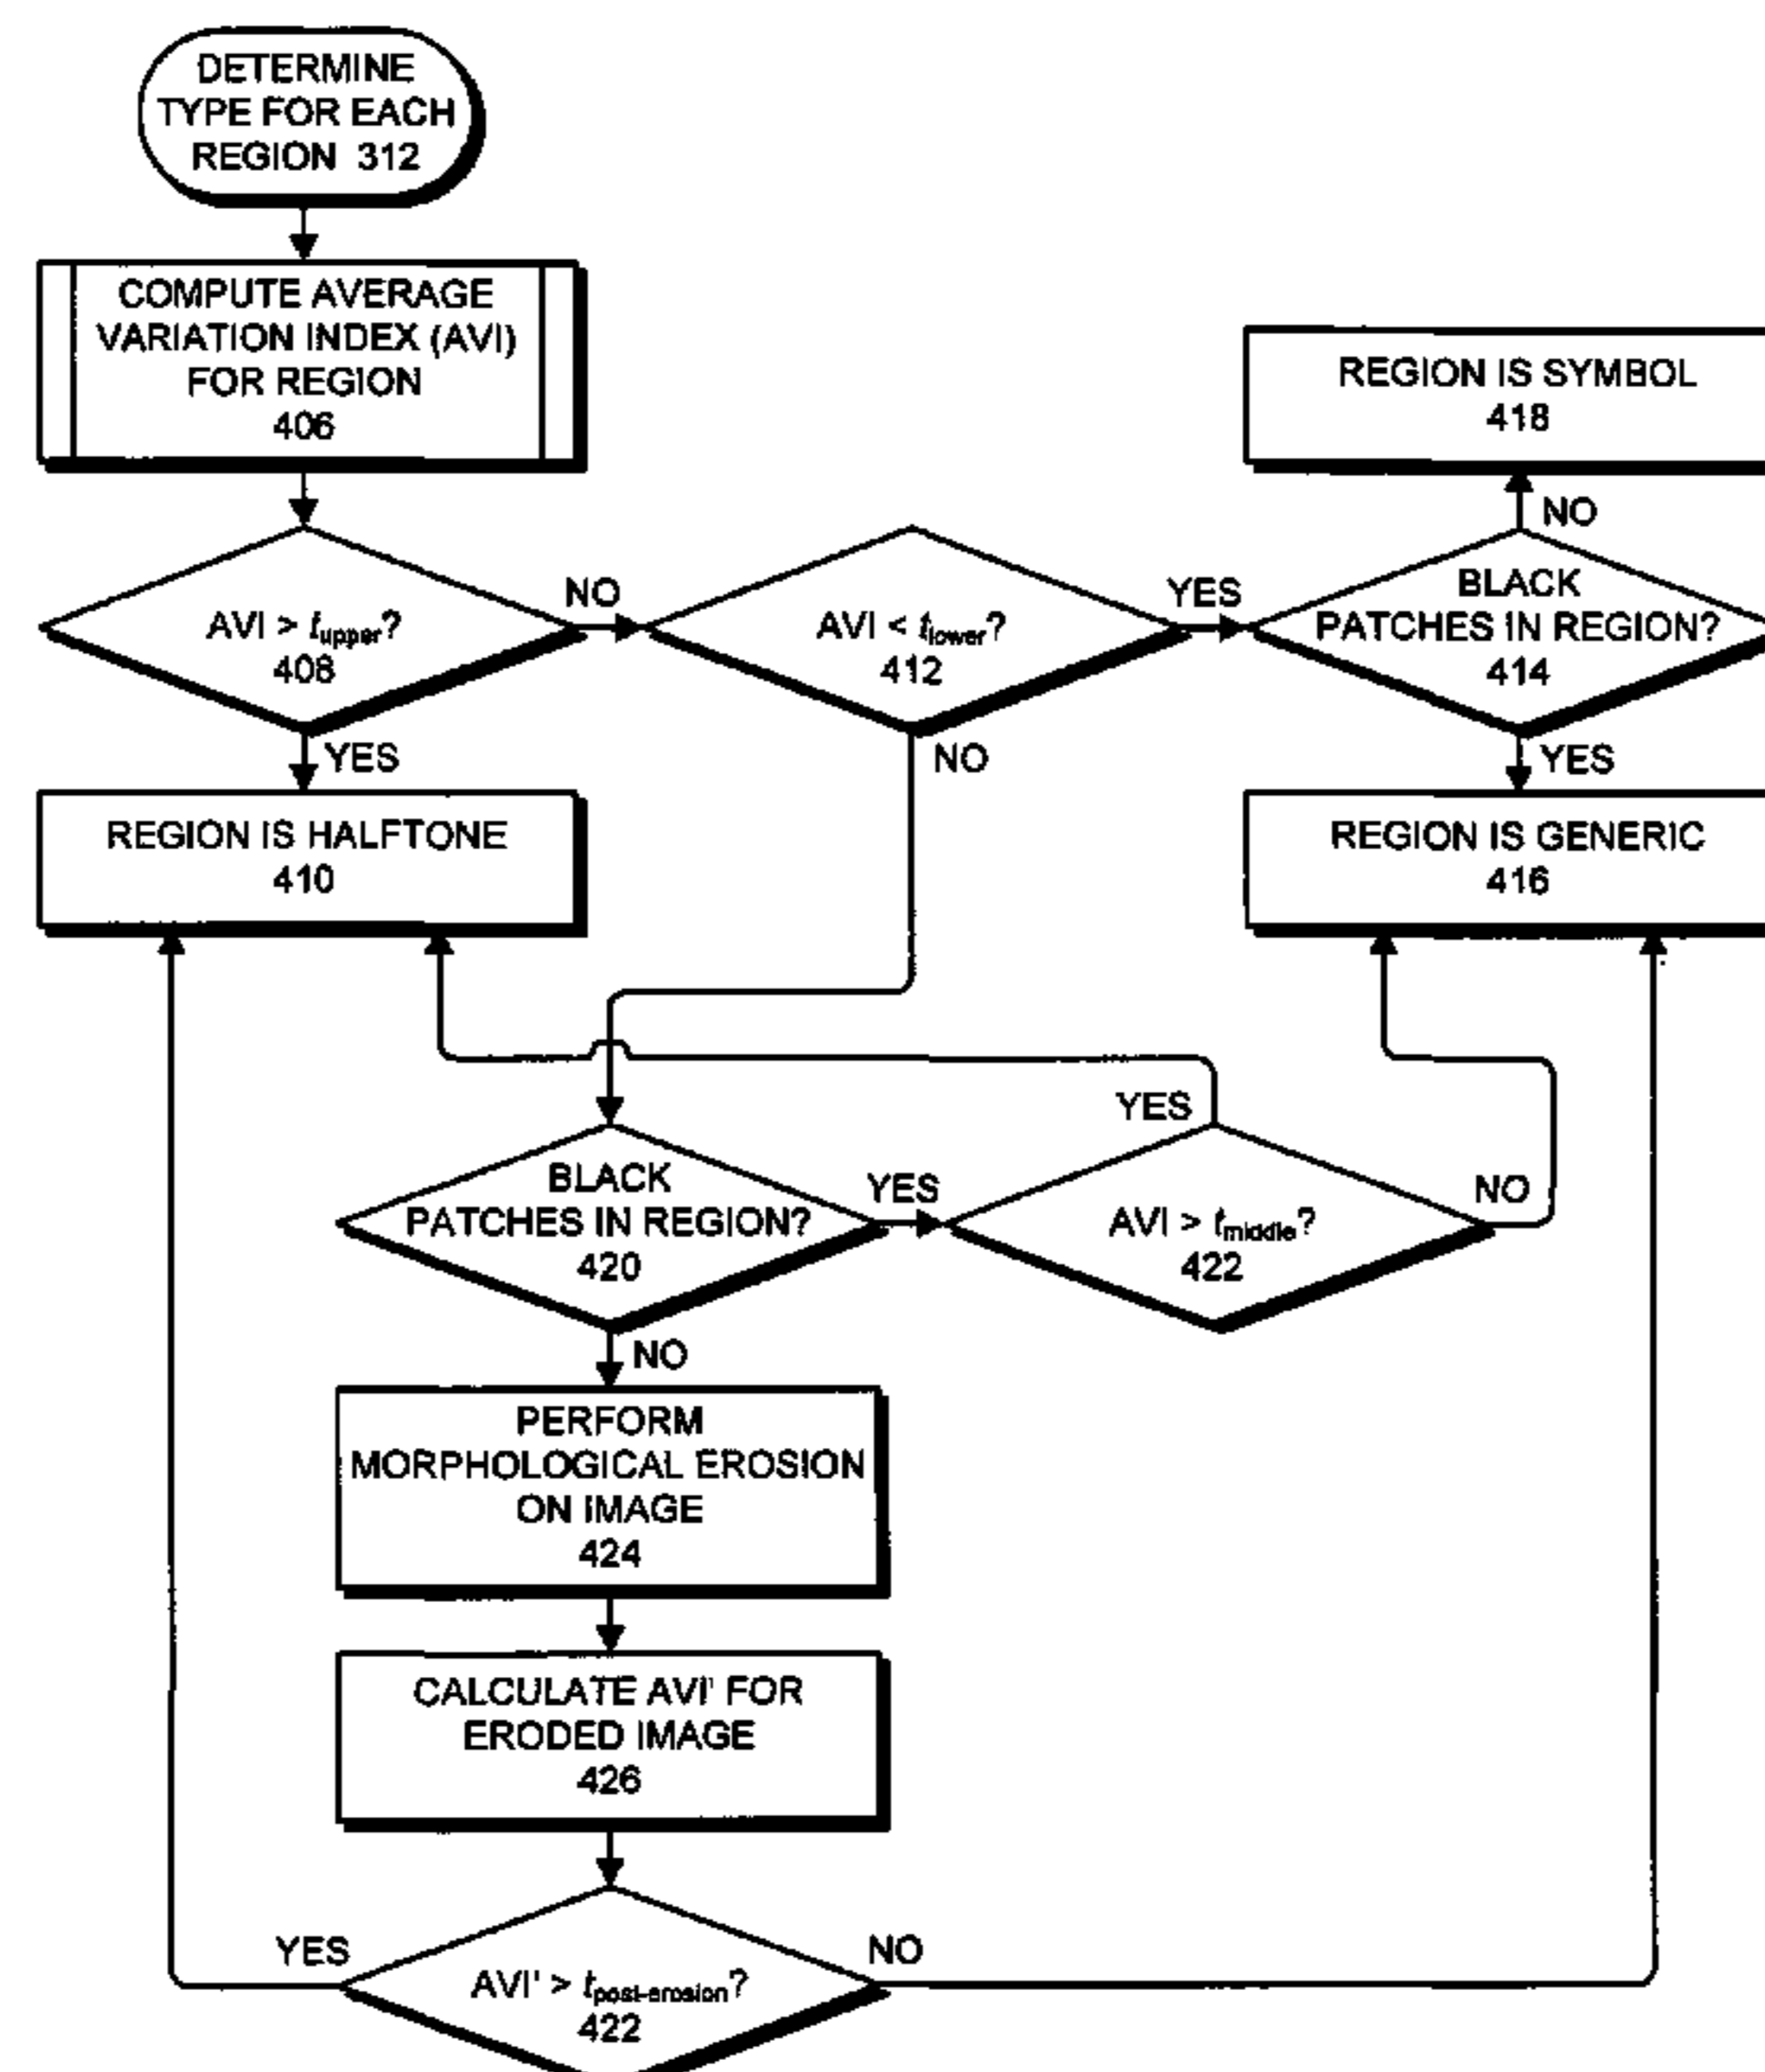 DETERMINE
TYPE FOR EACH
REGION 312
COMPUTE AVERAGE
VARIATION INDEX (AVI)
FOR REGION
406
REGION IS SYMBOL
418
NO
AVI > tupper?
408
NO
AVI < tlower?
412
YES
BLACK
PATCHES IN REGION?
414
YES
NO
YES
REGION IS HALFTONE
410
REGION IS GENERIC
416
YES
BLACK
PATCHES IN REGION?
420
YES
AVI > tmiddle?
422
NO
NO
PERFORM
MORPHOLOGICAL EROSION
ON IMAGE
424
CALCULATE AVI' FOR
ERODED IMAGE
426
YES
AVI' > tpost-erosion?
422
NO